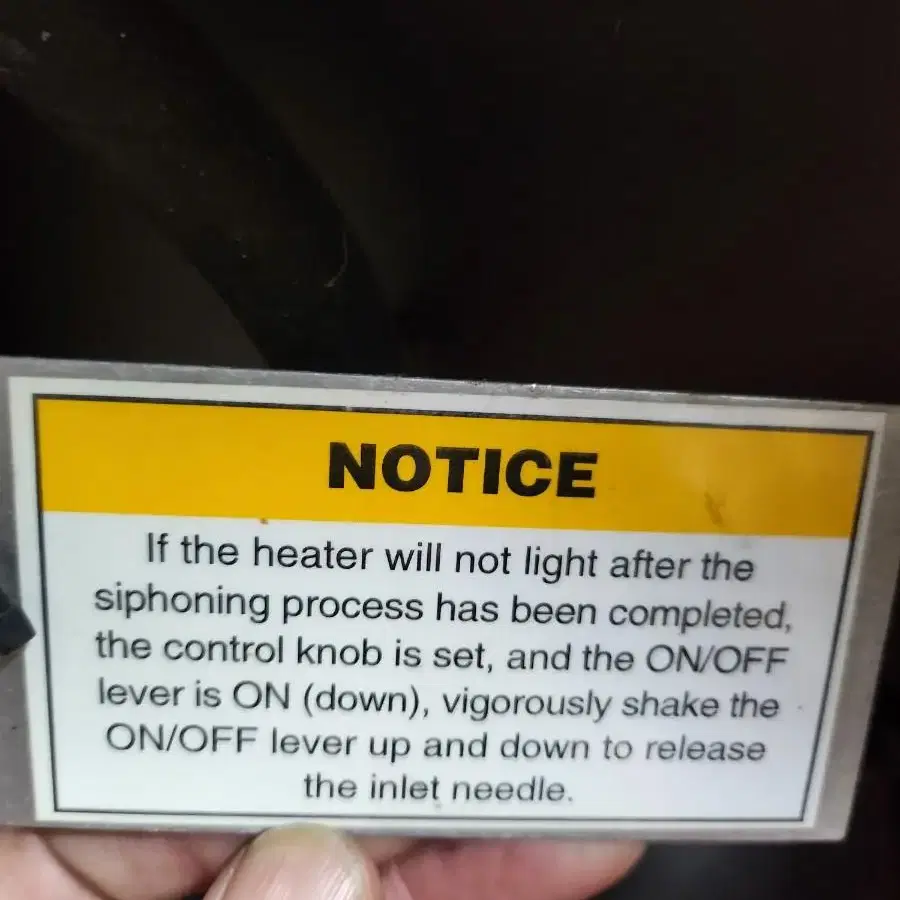 NOTICE
If the heater will not light after the
siphoning process has been completed,
the control knob is set, and the ON/OFF
lever is ON (down), vigorously shake the
ON/OFF lever up and down to release
the inlet needle.